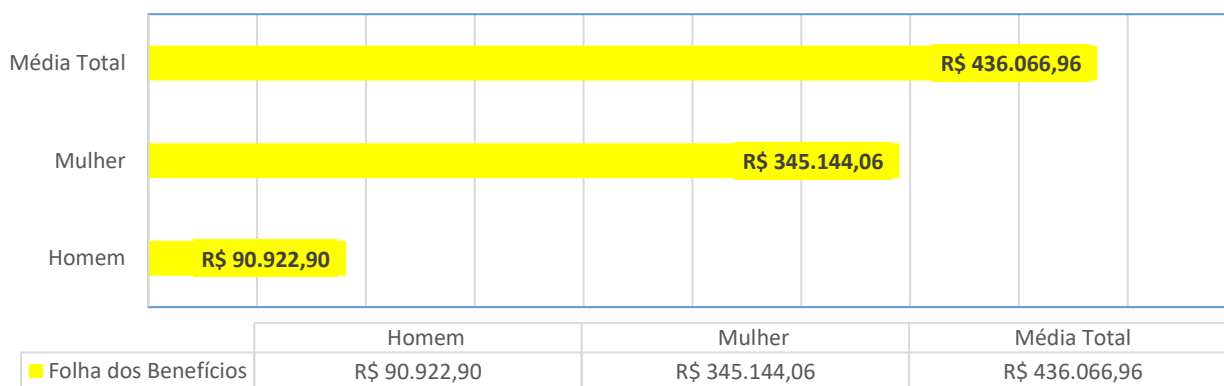 Média Total
R$ 436.066,96
Mulher
R$ 345.144,06
Homem
R$ 90.922,90
Homem Mulher Média Total
Folha dos Benefícios R$ 90.922,90 R$ 345.144,06 R$ 436.066,96